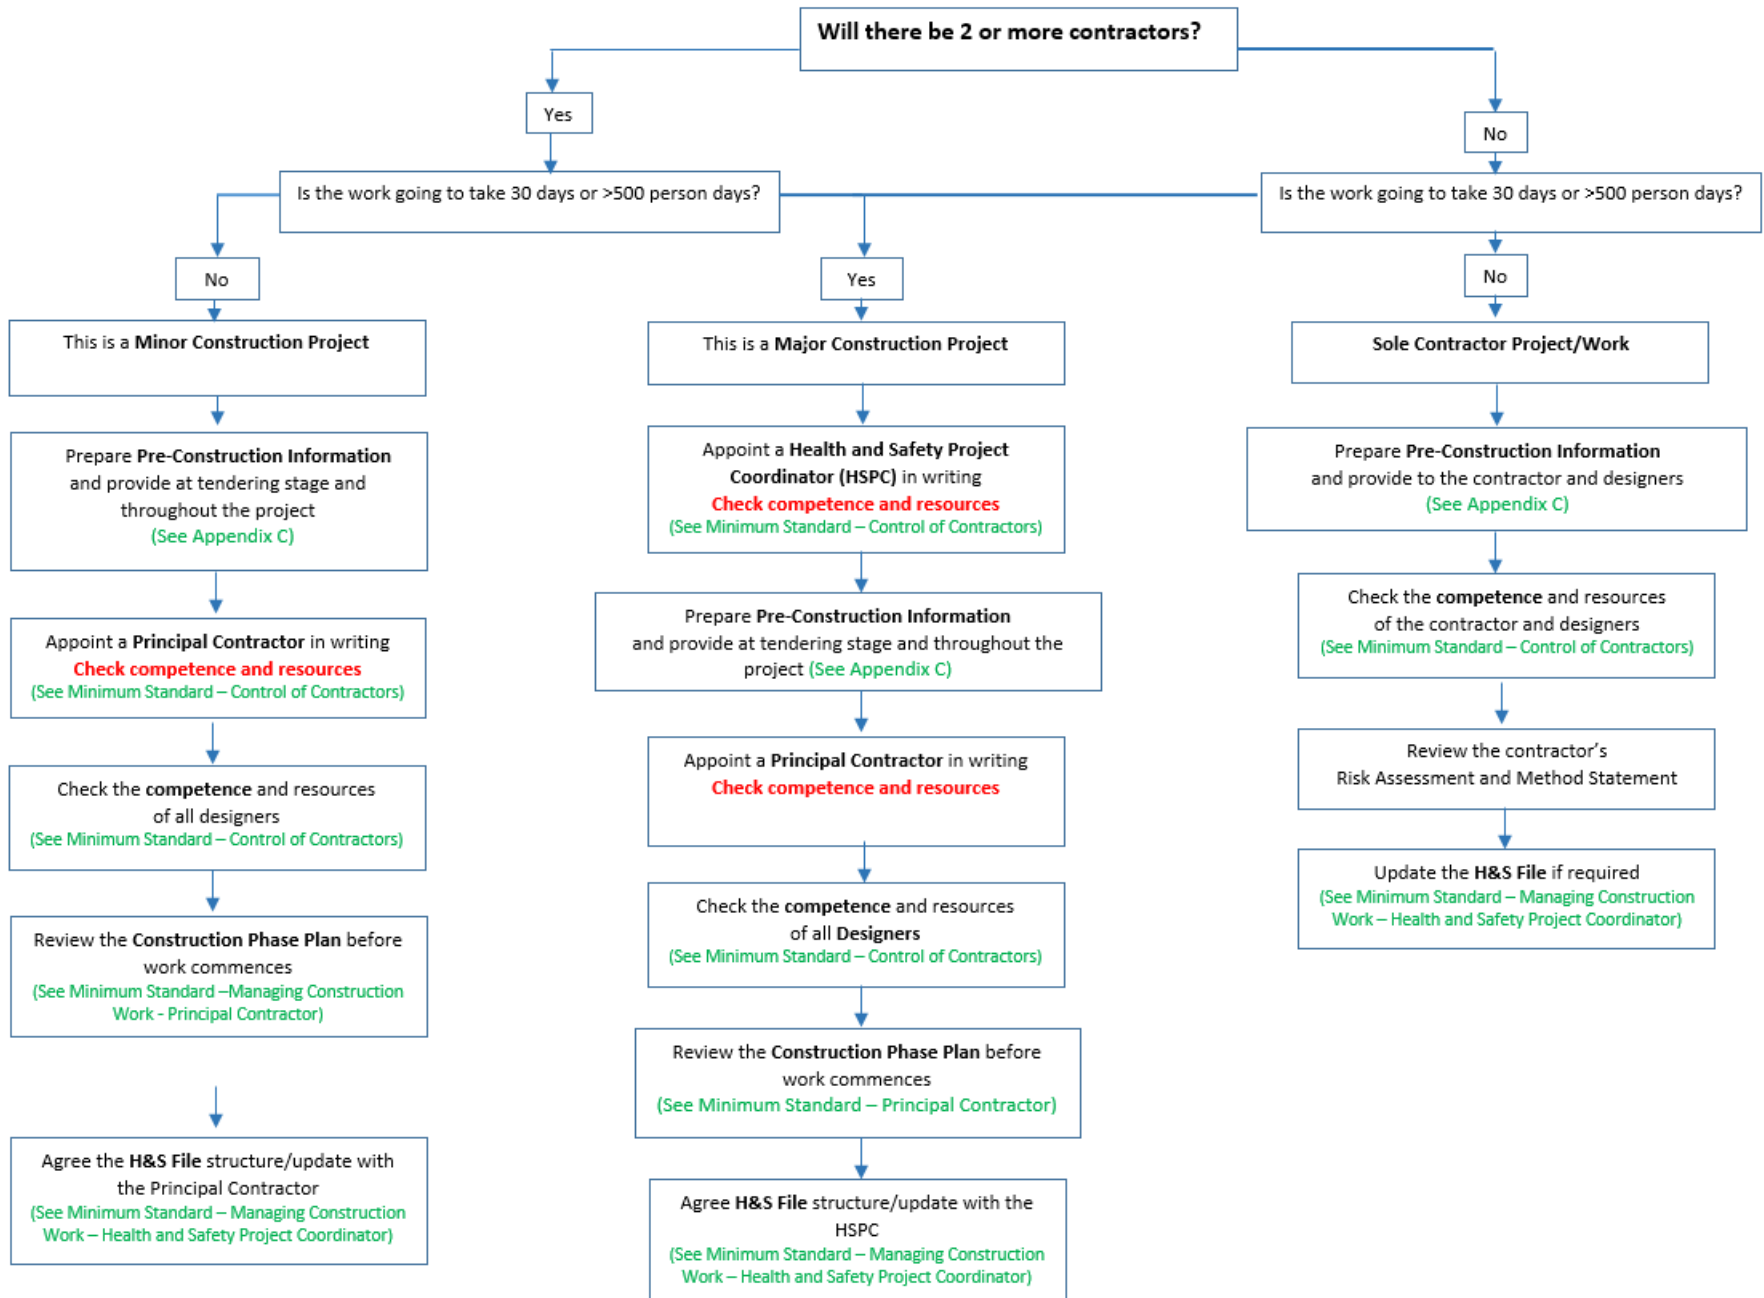 Will there be 2 or more contractors?
Yes
No
Is the work going to take 30 days or >500 person days?
Is the work going to take 30 days or >500 person days?
No
Yes
No
This is a Minor Construction Project
Prepare Pre-Construction Information
and provide at tendering stage and
throughout the project
(See Appendix C)
Appoint a Principal Contractor in writing
Check competence and resources
(See Minimum Standard – Control of Contractors)
Check the competence and resources
of all designers
(See Minimum Standard – Control of Contractors)
Review the Construction Phase Plan before
work commences
(See Minimum Standard –Managing Construction
Work - Principal Contractor)
Agree the H&S File structure/update with
the Principal Contractor
(See Minimum Standard – Managing Construction
Work – Health and Safety Project Coordinator)
This is a Major Construction Project
Appoint a Health and Safety Project
Coordinator (HSPC) in writing
Check competence and resources
(See Minimum Standard – Control of Contractors)
Prepare Pre-Construction Information
and provide at tendering stage and throughout the
project (See Appendix C)
Appoint a Principal Contractor in writing
Check competence and resources
Check the competence and resources
of all Designers
(See Minimum Standard – Control of Contractors)
Review the Construction Phase Plan before
work commences
(See Minimum Standard – Principal Contractor)
Agree H&S File structure/update with the
HSPC
(See Minimum Standard – Managing Construction
Work – Health and Safety Project Coordinator)
Sole Contractor Project/Work
Prepare Pre-Construction Information
and provide to the contractor and designers
(See Appendix C)
Check the competence and resources
of the contractor and designers
(See Minimum Standard – Control of Contractors)
Review the contractor’s
Risk Assessment and Method Statement
Update the H&S File if required
(See Minimum Standard – Managing Construction
Work – Health and Safety Project Coordinator)